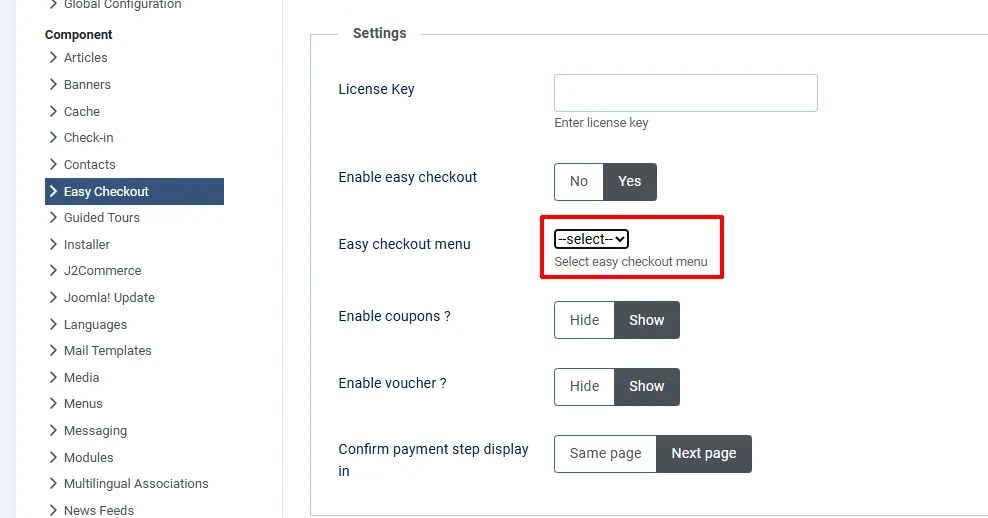 Global Configuration
Component
Articles
Banners
Cache
Check-in
Contacts
Easy Checkout
Guided Tours
Installer
J2Commerce
Joomla! Update
Languages
Mail Templates
Media
Menus
Messaging
Modules
Multilingual Associations
News Feeds
Settings
License Key
Enter license key
Enable easy checkout
No Yes
Easy checkout menu
--select--
Select easy checkout menu
Enable coupons ?
Hide Show
Enable voucher ?
Hide Show
Confirm payment step display
in
Same page Next page